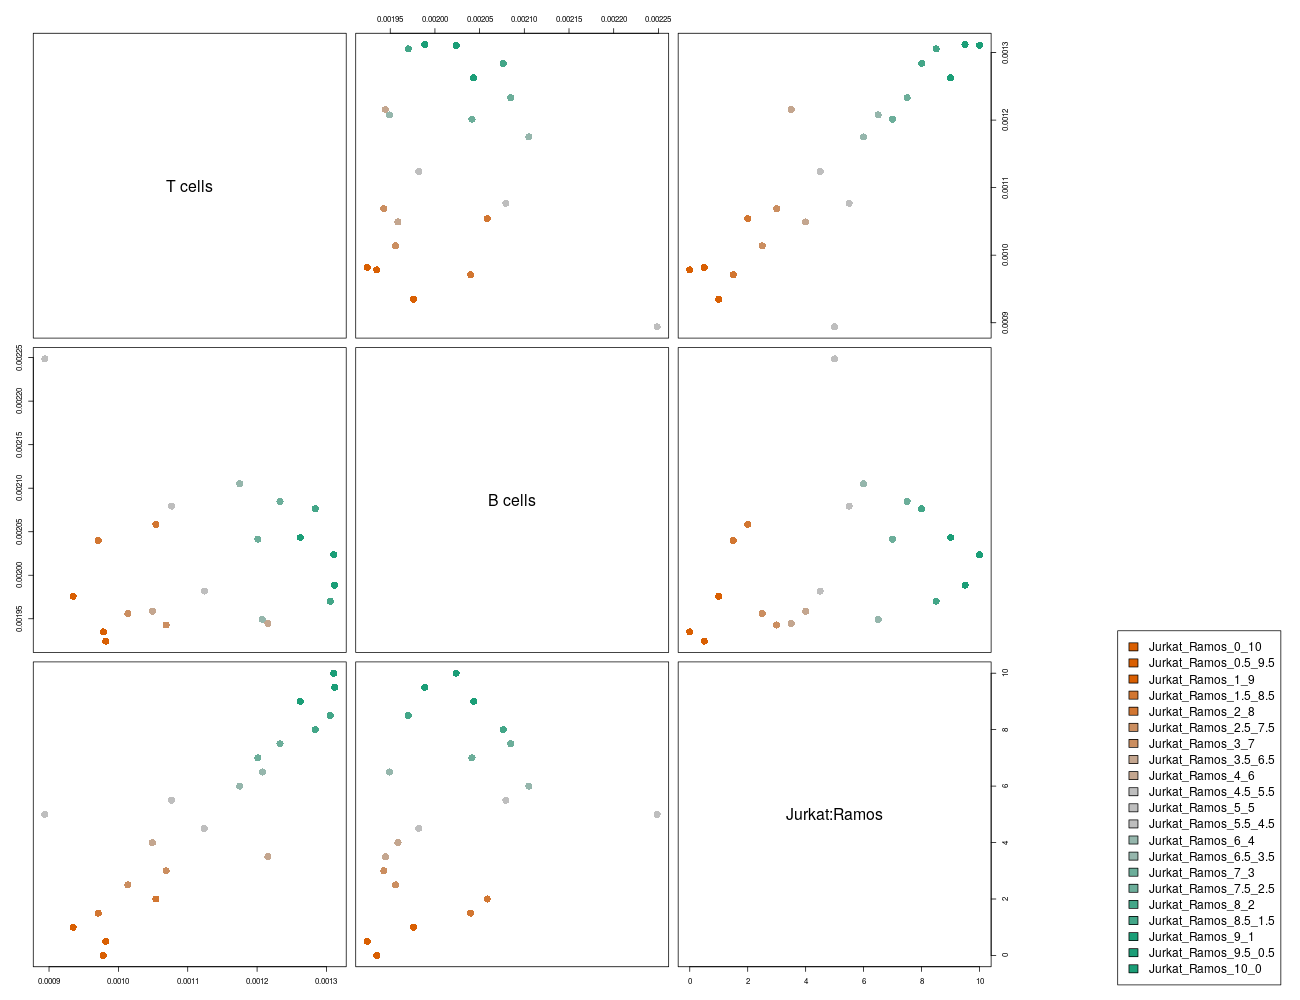 0.00195 0.00200 0.00205 0.00210 0.00215 0.00220 0.00225
T cells
0.0009 0.0010 0.0011 0.0012 0.0013
0.00195 0.00200 0.00205 0.00210 0.00215 0.00220 0.00225
B cells
Jurkat:Ramos
0 2 4 6 8 10
0.0009 0.0010 0.0011 0.0012 0.0013
0 2 4 6 8 10
Jurkat_Ramos_0_10
Jurkat_Ramos_0.5_9.5
Jurkat_Ramos_1_9
Jurkat_Ramos_1.5_8.5
Jurkat_Ramos_2_8
Jurkat_Ramos_2.5_7.5
Jurkat_Ramos_3_7
Jurkat_Ramos_3.5_6.5
Jurkat_Ramos_4_6
Jurkat_Ramos_4.5_5.5
Jurkat_Ramos_5_5
Jurkat_Ramos_5.5_4.5
Jurkat_Ramos_6_4
Jurkat_Ramos_6.5_3.5
Jurkat_Ramos_7_3
Jurkat_Ramos_7.5_2.5
Jurkat_Ramos_8_2
Jurkat_Ramos_8.5_1.5
Jurkat_Ramos_9_1
Jurkat_Ramos_9.5_0.5
Jurkat_Ramos_10_0